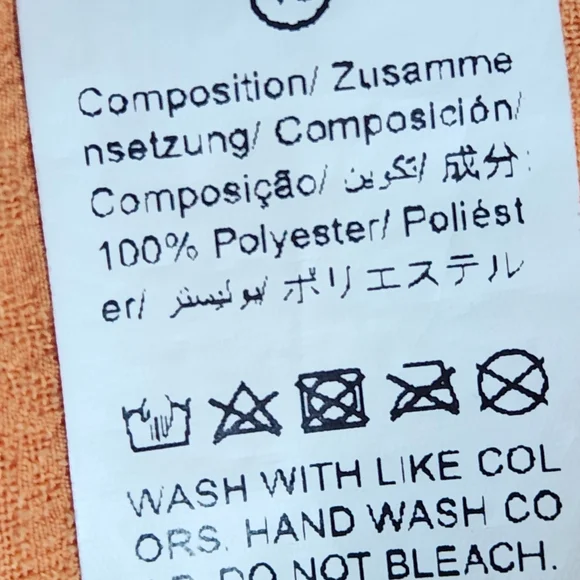 Composition/ Zusamme
nsetzung/ Composición/
Composição/ تكوين/ 成分:
100% Polyester/ Poliést
er/ بوليستر/ ポリエステル
WASH WITH LIKE COL
ORS. HAND WASH CO
DO NOT BLEACH.